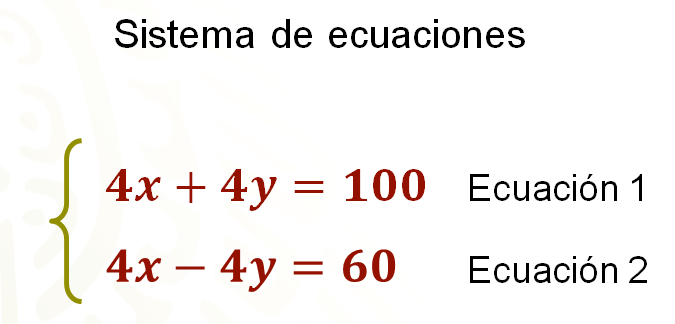 Sistema de ecuaciones
4x + 4y = 100 Ecuación 1
4x − 4y = 60 Ecuación 2